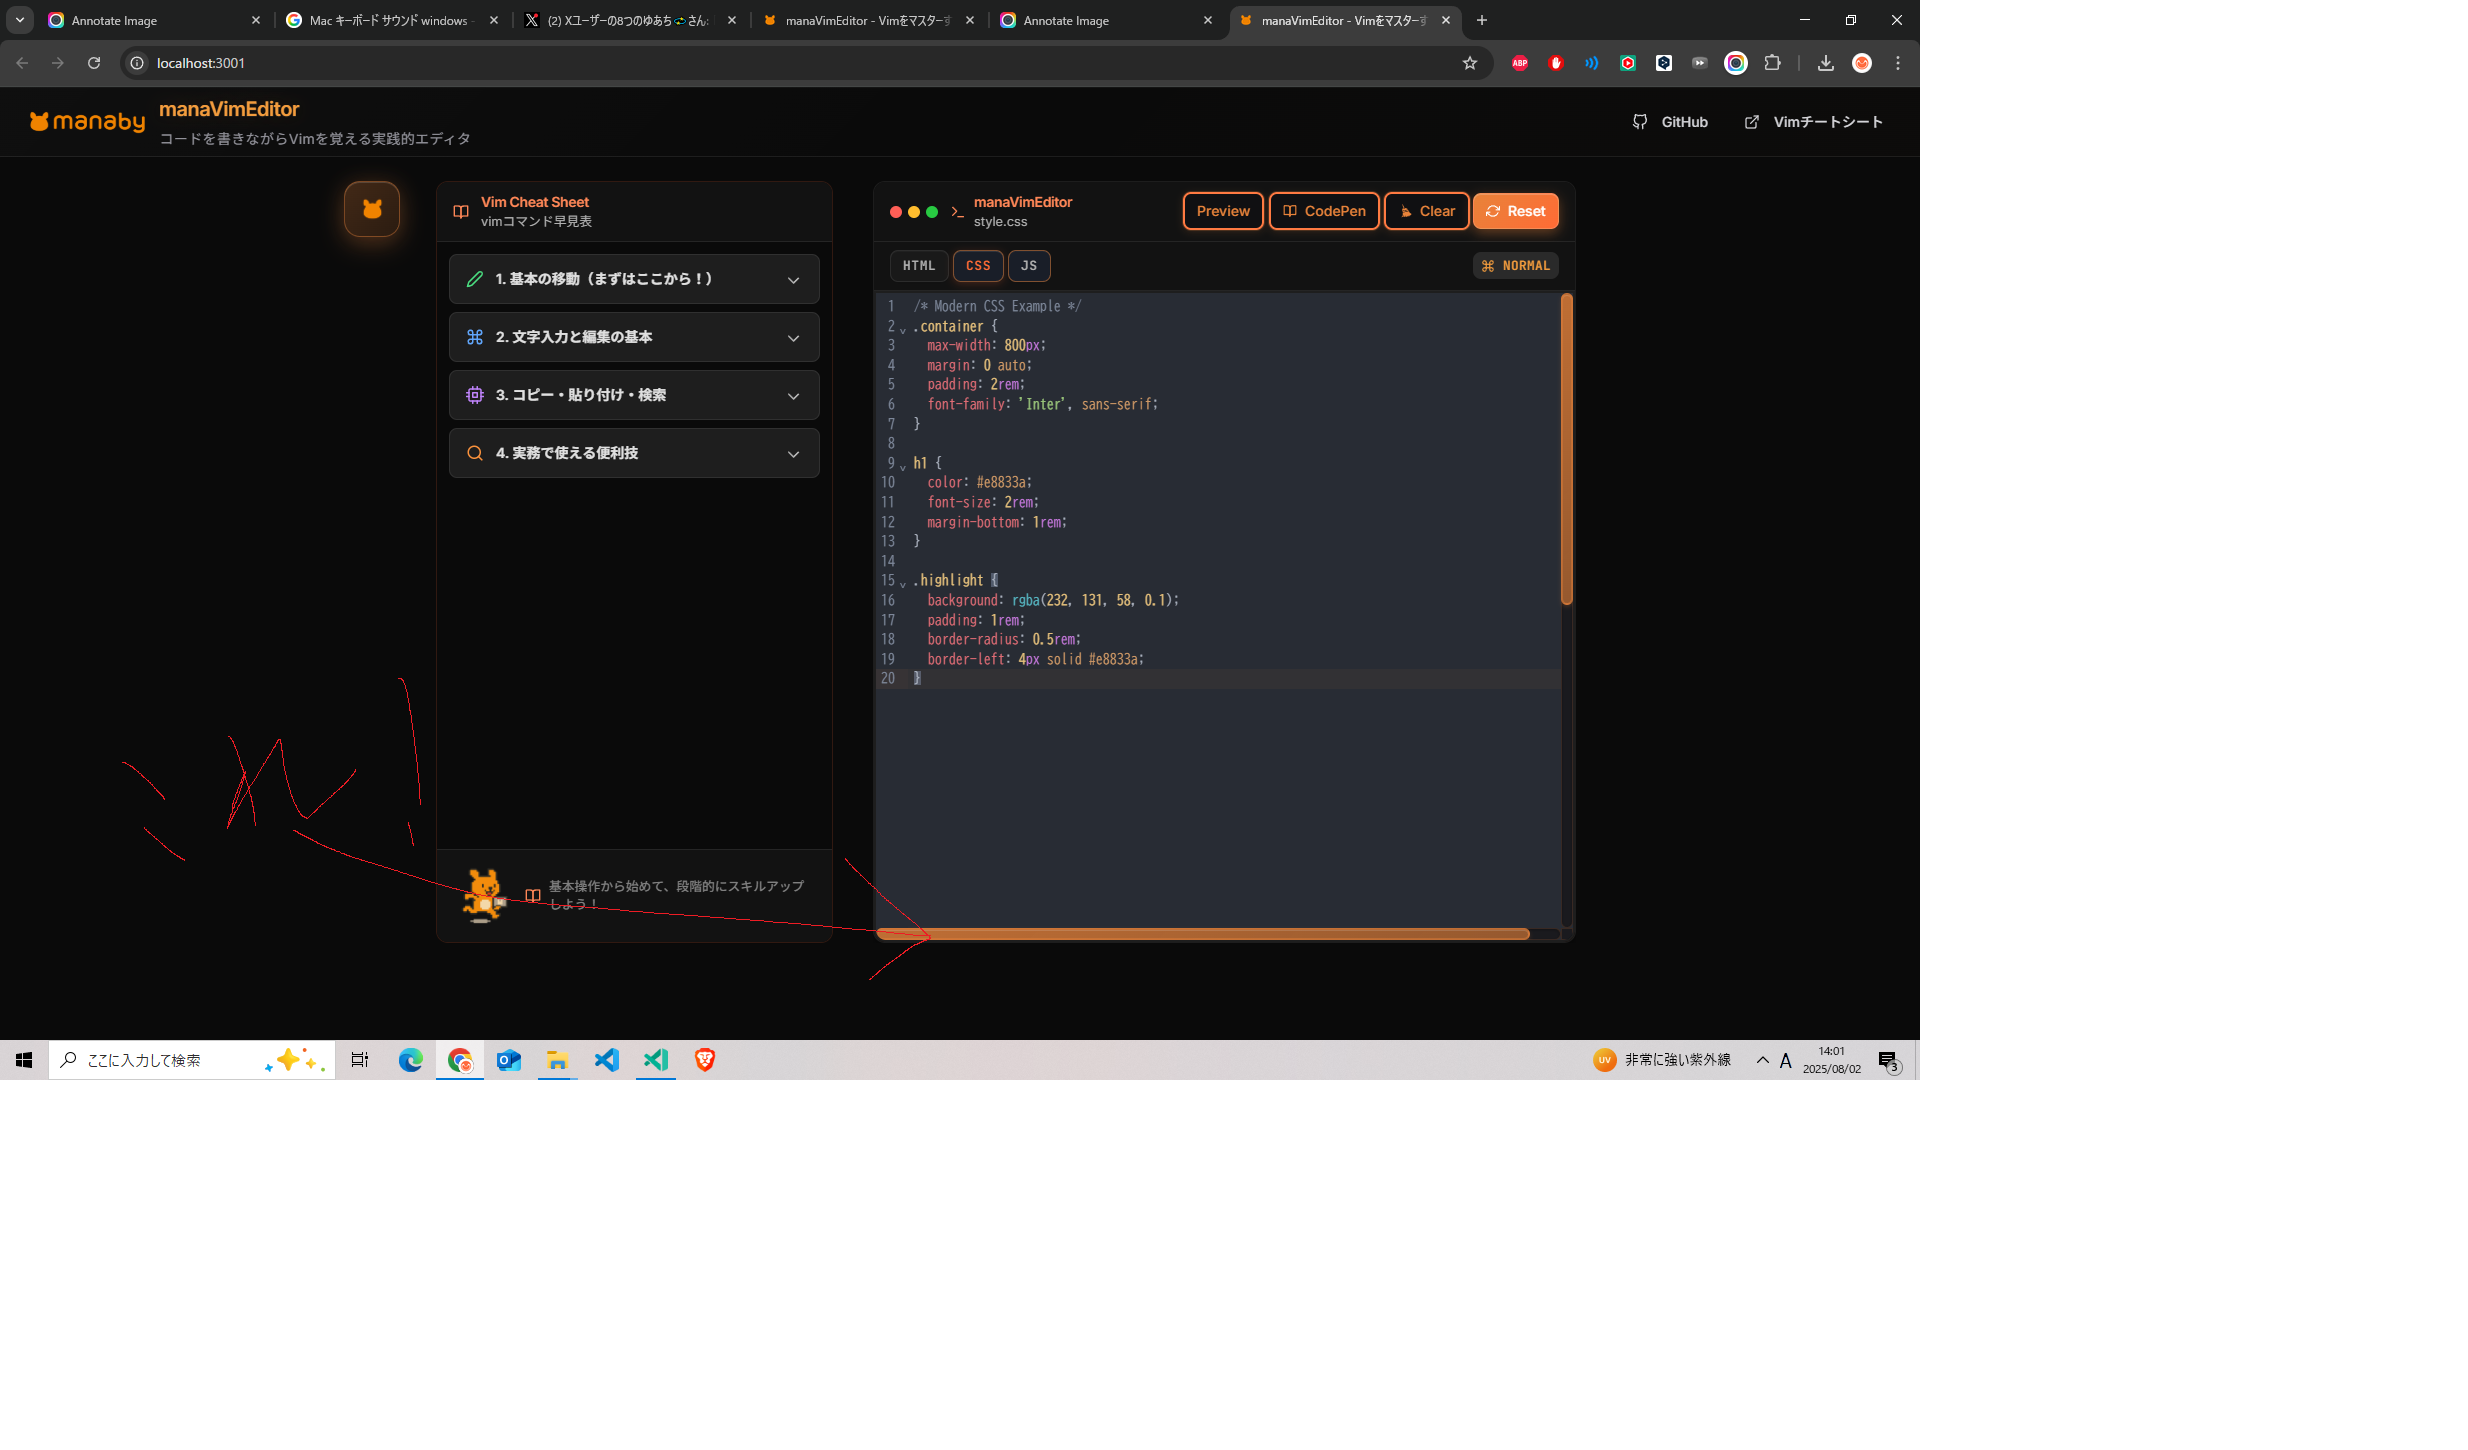 Annotate Image
Mac キーボード サウンド windows -
(2) Xユーザーの8つのゆあち
さん:
manaVimEditor - Vimをマスターす
Annotate Image
manaVimEditor - Vimをマスターす
localhost:3001
ABP
manaby
manaVimEditor
コードを書きながらVimを覚える実践的エディタ
GitHub
Vimチートシート
Vim Cheat Sheet
vimコマンド早見表
1. 基本の移動（まずはここから！）
2. 文字入力と編集の基本
3. コピー・貼り付け・検索
4. 実務で使える便利技
基本操作から始めて、段階的にスキルアップ
しよう！
manaVimEditor
style.css
Preview
CodePen
Clear
Reset
HTML
CSS
JS
NORMAL
1 /* Modern CSS Example */
2 .container {
3 max-width: 800px;
4 margin: 0 auto;
5 padding: 2rem;
6 font-family: 'Inter', sans-serif;
7 }
8
9 h1 {
10 color: #e8833a;
11 font-size: 2rem;
12 margin-bottom: 1rem;
13 }
14
15 .highlight {
16 background: rgba(232, 131, 58, 0.1);
17 padding: 1rem;
18 border-radius: 0.5rem;
19 border-left: 4px solid #e8833a;
20 }
ここに入力して検索
UV
非常に強い紫外線
A
14:01
2025/08/02
3